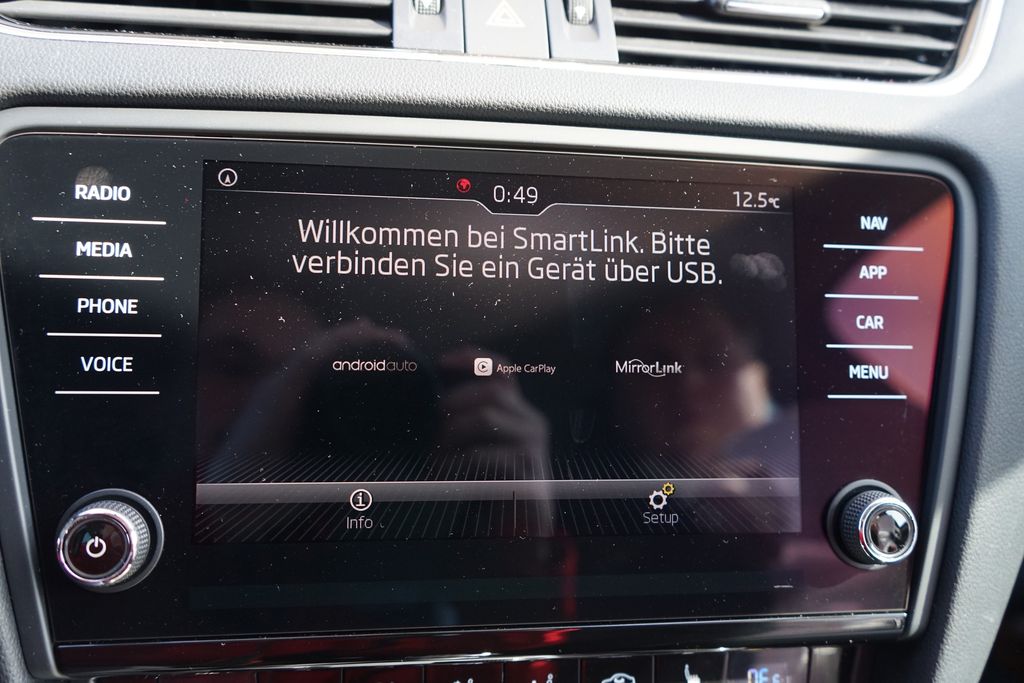 RADIO
MEDIA
PHONE
VOICE
0:49
12.5°C
Willkommen bei SmartLink. Bitte
verbinden Sie ein Gerät über USB.
androidauto
Apple CarPlay
MirrorLink
Info
Setup
NAV
APP
CAR
MENU